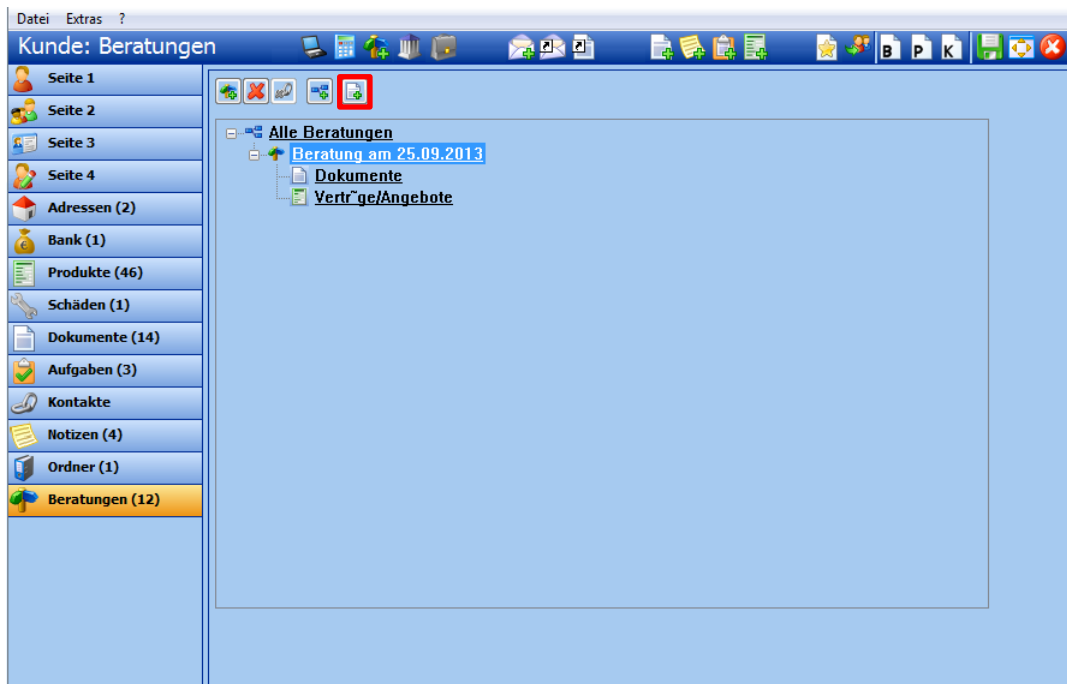 Datei Extras ?
Kunde: Beratungen
B P K
Seite 1
Seite 2
Seite 3
Seite 4
Adressen (2)
Bank (1)
Produkte (46)
Schäden (1)
Dokumente (14)
Aufgaben (3)
Kontakte
Notizen (4)
Ordner (1)
Beratungen (12)
Alle Beratungen
Beratung am 25.09.2013
Dokumente
Vertr˜ge/Angebote